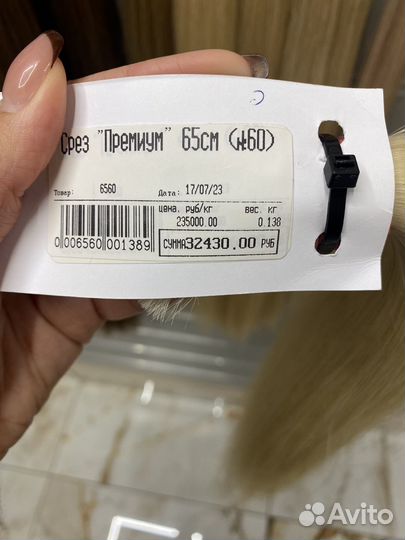 Срез "Премиум" 65см (№60)
Товар: 6560 Дата: 17/07/23
цена. руб/кг вес. кг
235000.00 0.138
0 006560 001389
СУММА 32430.00 РУБ
Avito